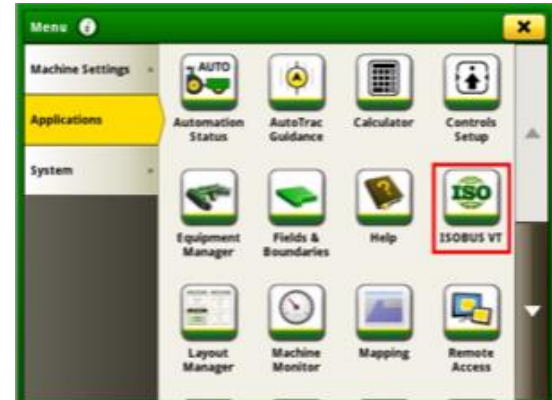 Menu
Machine Settings
Applications
System
AUTO
Automation
Status
AutoTrac
Guidance
Calculator
Controls
Setup
Equipment
Manager
Fields &
Boundaries
Help
ISO
ISOBUS VT
Layout
Manager
Machine
Monitor
Mapping
Remote
Access